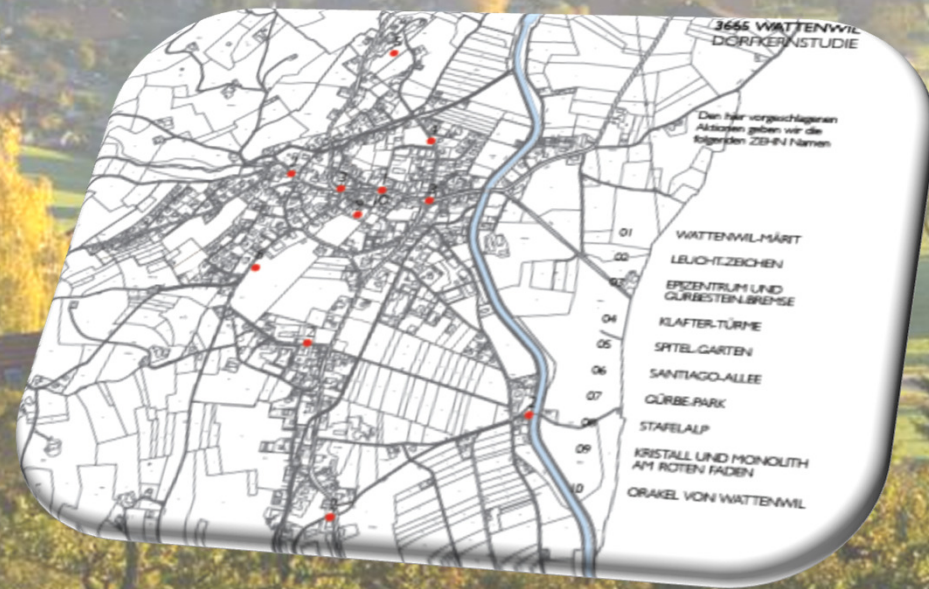 3665 WATTENWIL
DORFKERNSTUDIE
Den hier vorgeschlagenen
Aktionen geben wir die
folgenden ZEHN Namen
01 WATTENWIL-MÄRIT
02 LEUCHT-ZEICHEN
03 EPIZENTRUM UND
GÜRBESTEIN-BREMSE
04 KLAFTER-TÜRME
05 SPITEL-GARTEN
06 SANTIAGO-ALLEE
07 GÜRBE-PARK
08 STAFELALP
09 KRISTALL UND MONOLITH
AM ROTEN FADEN
10 ORAKEL VON WATTENWIL